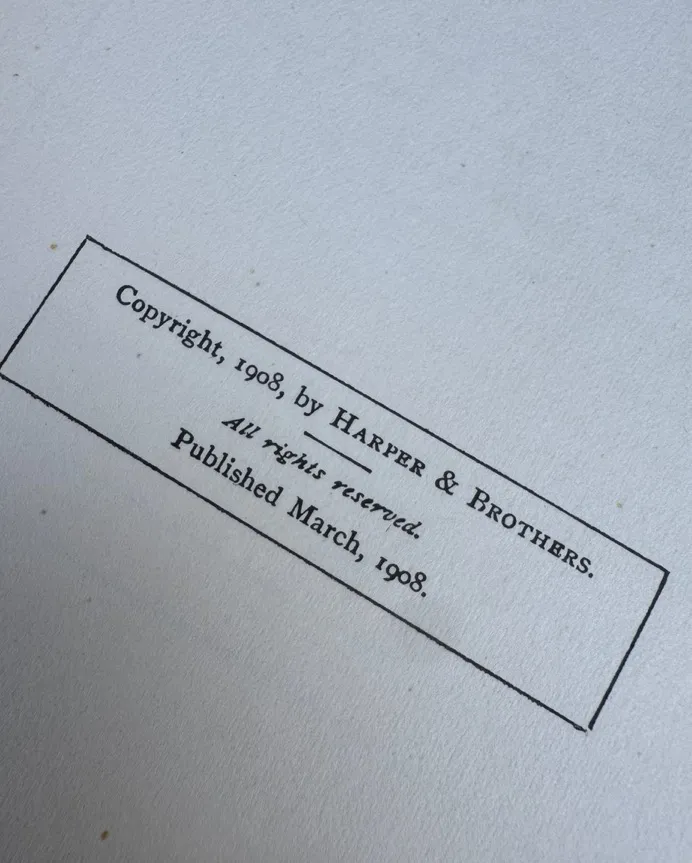 Copyright, 1908, by HARPER & BROTHERS.
All rights reserved.
Published March, 1908.